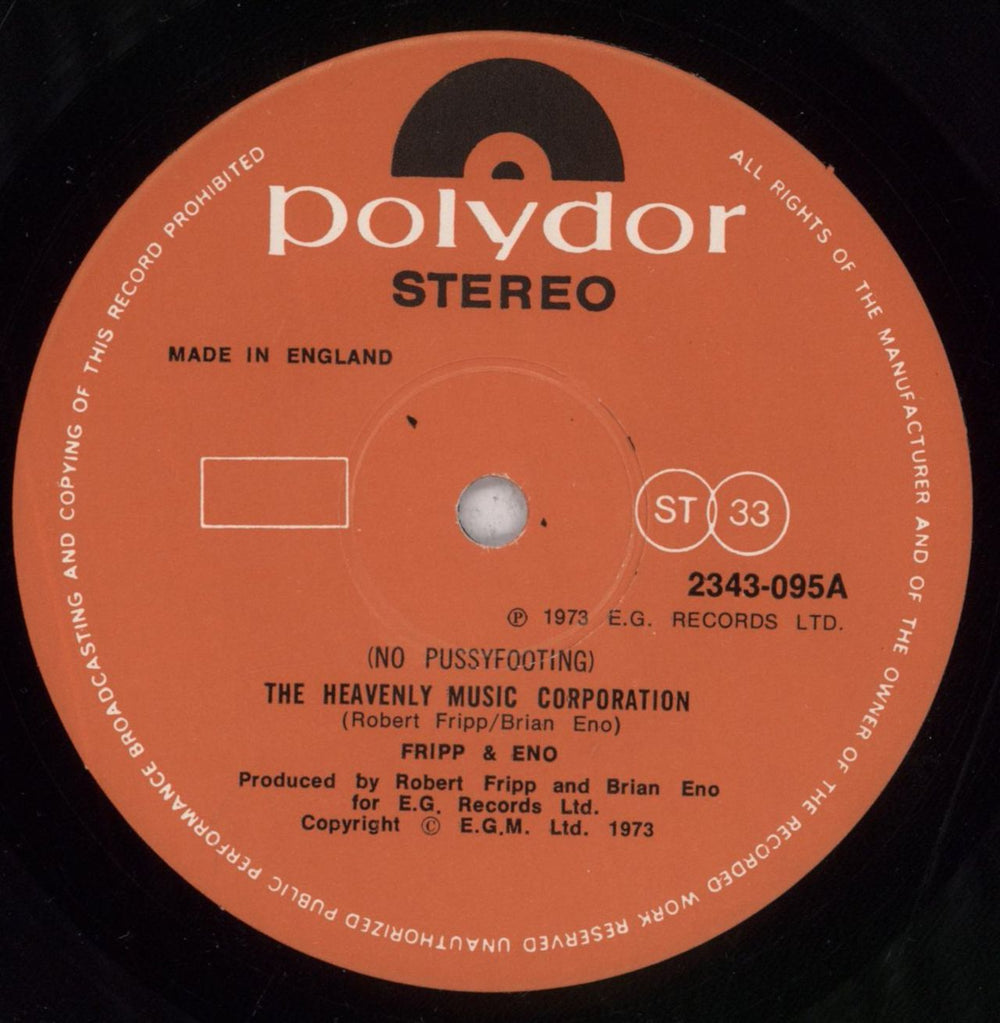 polydor
STEREO
MADE IN ENGLAND
ST 33
2343-095A
℗ 1973 E.G. RECORDS LTD.
(NO PUSSYFOOTING)
THE HEAVENLY MUSIC CORPORATION
(Robert Fripp/Brian Eno)
FRIPP & ENO
Produced by Robert Fripp and Brian Eno
for E.G. Records Ltd.
Copyright © E.G.M. Ltd. 1973
ALL RIGHTS OF THE MANUFACTURER AND OF THE OWNER OF THE RECORDED WORK RESERVED UNAUTHORIZED PUBLIC PERFORMANCE BROADCASTING AND COPYING OF THIS RECORD PROHIBITED